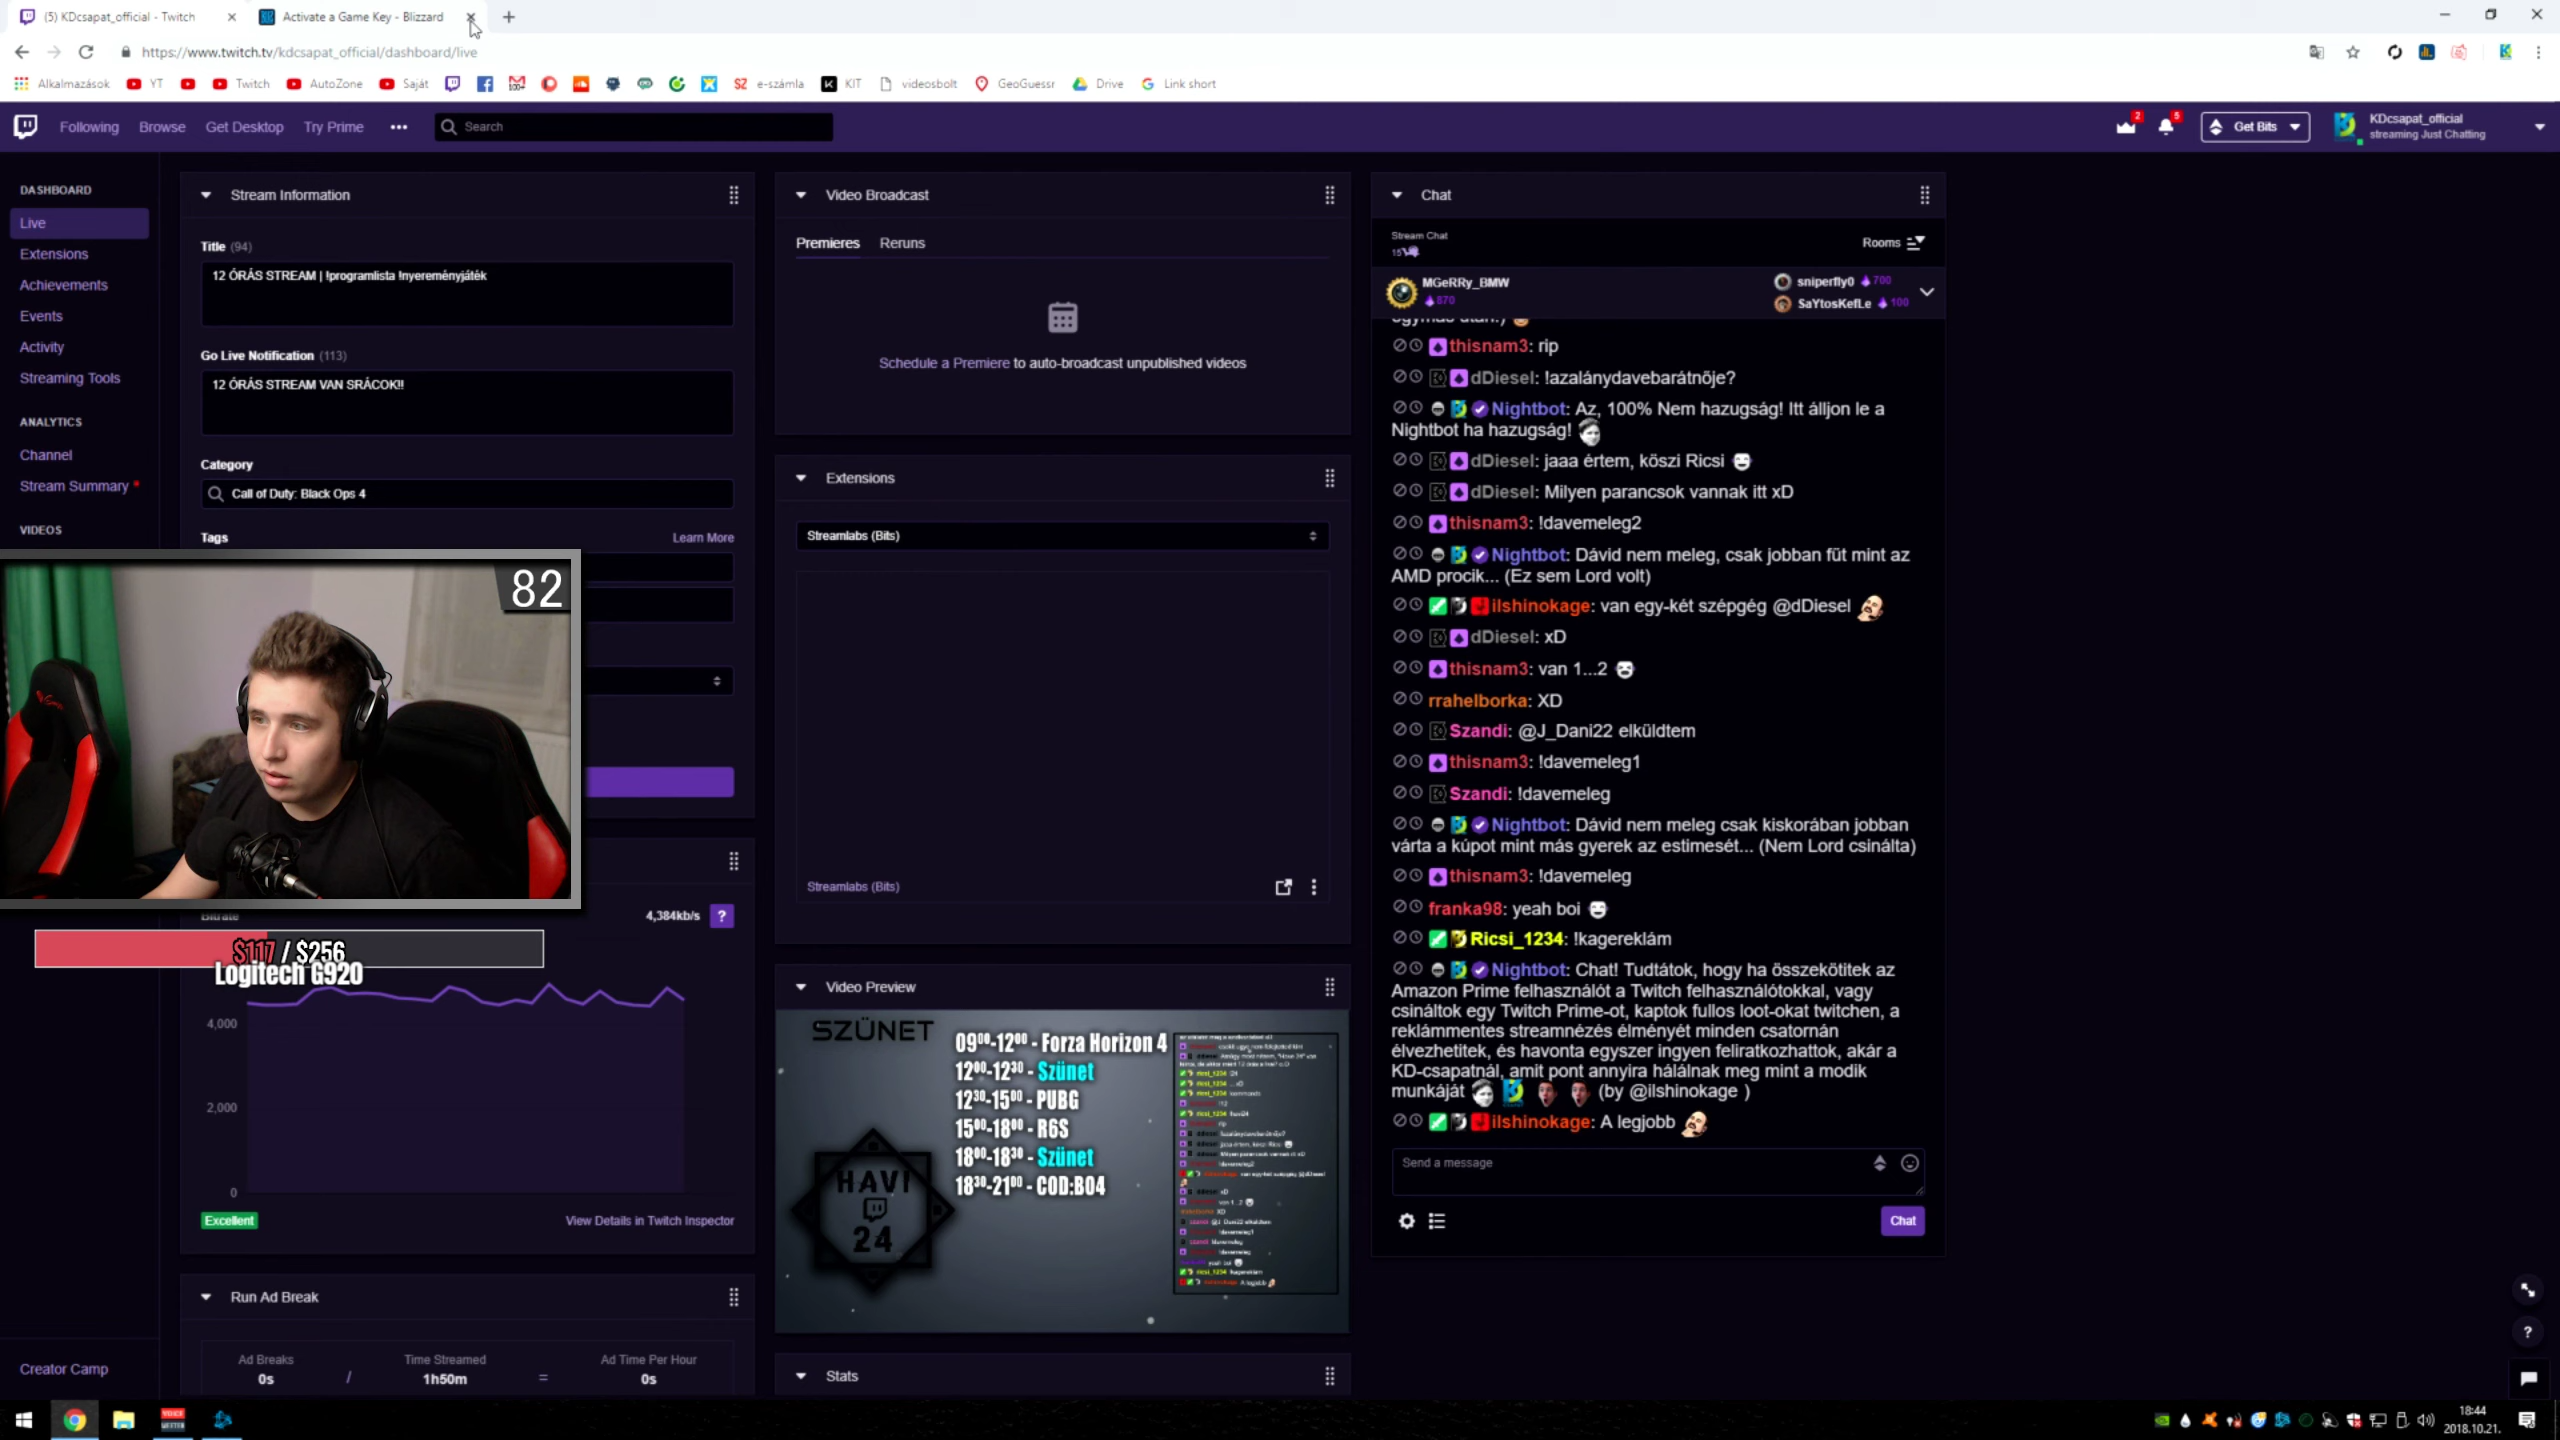 (5) KDcsapat_official - Twitch
Activate a Game Key - Blizzard
https://www.twitch.tv/kdcsapat_official/dashboard/live
Alkalmazások
YT
Twitch
AutoZone
Saját
100+
SZ e-számla
KIT
videosbolt
GeoGuessr
Drive
Link short
Following
Browse
Get Desktop
Try Prime
Search
2
5
Get Bits
KDcsapat_official
streaming Just Chatting
DASHBOARD
Live
Extensions
Achievements
Events
Activity
Streaming Tools
ANALYTICS
Channel
Stream Summary
VIDEOS
Creator Camp
Stream Information
Title (94)
12 ÓRÁS STREAM | !programlista !nyereményjáték
Go Live Notification (113)
12 ÓRÁS STREAM VAN SRÁCOK!!
Category
Call of Duty: Black Ops 4
Tags
Learn More
82
Bitrate
4,384kb/s
?
$117 / $256
Logitech G920
4,000
2,000
0
Excellent
View Details in Twitch Inspector
Run Ad Break
Ad Breaks
0s
/
Time Streamed
1h50m
=
Ad Time Per Hour
0s
Video Broadcast
Premieres
Reruns
Schedule a Premiere to auto-broadcast unpublished videos
Extensions
Streamlabs (Bits)
Streamlabs (Bits)
Video Preview
SZÜNET
09⁰⁰-12⁰⁰ - Forza Horizon 4
12⁰⁰-12³⁰ - Szünet
12³⁰-15⁰⁰ - PUBG
15⁰⁰-18⁰⁰ - R6S
18⁰⁰-18³⁰ - Szünet
18³⁰-21⁰⁰ - COD:BO4
HAVI
24
Stats
Chat
Stream Chat
15
Rooms
MGeRRy_BMW
870
sniperfly0 700
SaYtosKefLe 100
thisnam3: rip
dDiesel: !azalánydavebarátnője?
Nightbot: Az, 100% Nem hazugság! Itt álljon le a
Nightbot ha hazugság!
dDiesel: jaaa értem, köszi Ricsi
dDiesel: Milyen parancsok vannak itt xD
thisnam3: !davemeleg2
Nightbot: Dávid nem meleg, csak jobban fűt mint az
AMD procik... (Ez sem Lord volt)
ilshinokage: van egy-két szépgég @dDiesel
dDiesel: xD
thisnam3: van 1...2
rrahelborka: XD
Szandi: @J_Dani22 elküldtem
thisnam3: !davemeleg1
Szandi: !davemeleg
Nightbot: Dávid nem meleg csak kiskorában jobban
várta a kúpot mint más gyerek az estimesét... (Nem Lord csinálta)
thisnam3: !davemeleg
franka98: yeah boi
Ricsi_1234: !kagereklám
Nightbot: Chat! Tudtátok, hogy ha összekötitek az
Amazon Prime felhasználót a Twitch felhasználótokkal, vagy
csináltok egy Twitch Prime-ot, kaptok fullos loot-okat twitchen, a
reklámmentes streamnézés élményét minden csatornán
élvezhetitek, és havonta egyszer ingyen feliratkozhattok, akár a
KD-csapatnál, amit pont annyira hálálnak meg mint a modik
munkáját (by @ilshinokage )
ilshinokage: A legjobb
Send a message
Chat
?
VOICE
MEETER
18:44
2018.10.21.